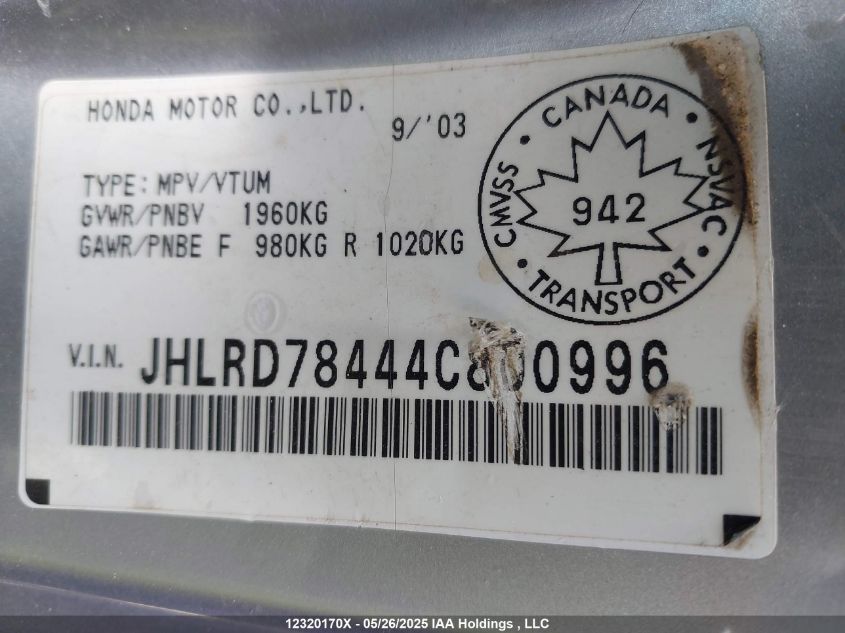 HONDA MOTOR CO.,LTD.
9/'03
TYPE: MPV/VTUM
GVWR/PNBV 1960KG
GAWR/PNBE F 980KG R 1020KG
CMVSS • CANADA • NSVAC • TRANSPORT •
942
V.I.N. JHLRD78444C800996
12320170X - 05/26/2025 IAA Holdings , LLC